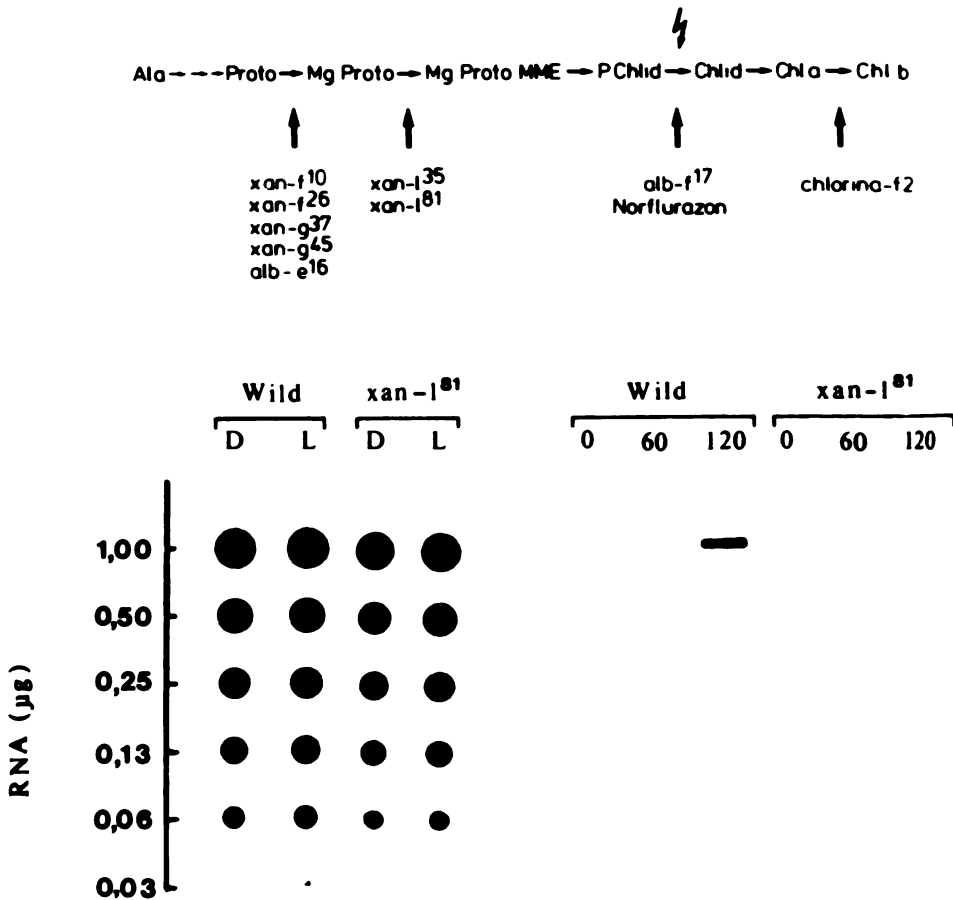 Ala - - → Proto → Mg Proto → Mg Proto MME → P Chlid → Chlid → Chl a → Chl b
xan-f10 xan-l35 alb-f17 chlorina-f2
xan-f26 xan-l81 Norflurazon
xan-g37
xan-g45
alb-e16
Wild xan-l81 Wild xan-l81
D L D L 0 60 120 0 60 120
RNA (µg)
1,00
0,50
0,25
0,13
0,06
0,03